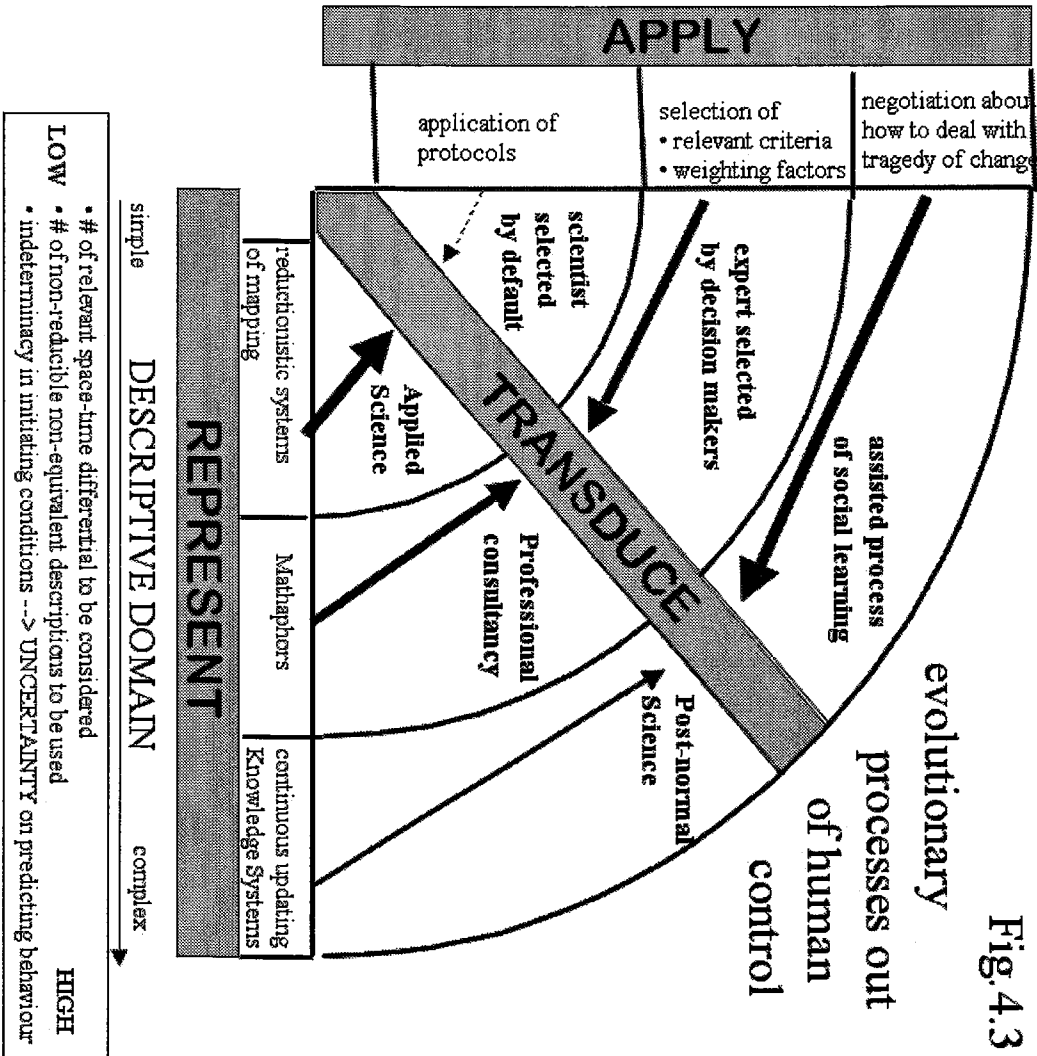 Fig. 4.3
APPLY
negotiation abou
how to deal with
tragedy of change
selection of
• relevant criteria
• weighting factors
application of
protocols
evolutionary
processes out
of human
control
assisted process
of social learning
expert selected
by decision makers
scientist
selected
by default
TRANSDUCE
Applied
Science
Professional
consultancy
Post-normal
Science
reductionistic systems
of mapping
Mathaphors
continuous updating
Knowledge Systems
REPRESENT
simple
DESCRIPTIVE DOMAIN
complex
• # of relevant space-time differential to be considered
LOW • # of non-reducible non-equivalent descriptions to be used HIGH
• indeterminacy in initiating conditions --> UNCERTAINTY on predicting behaviour